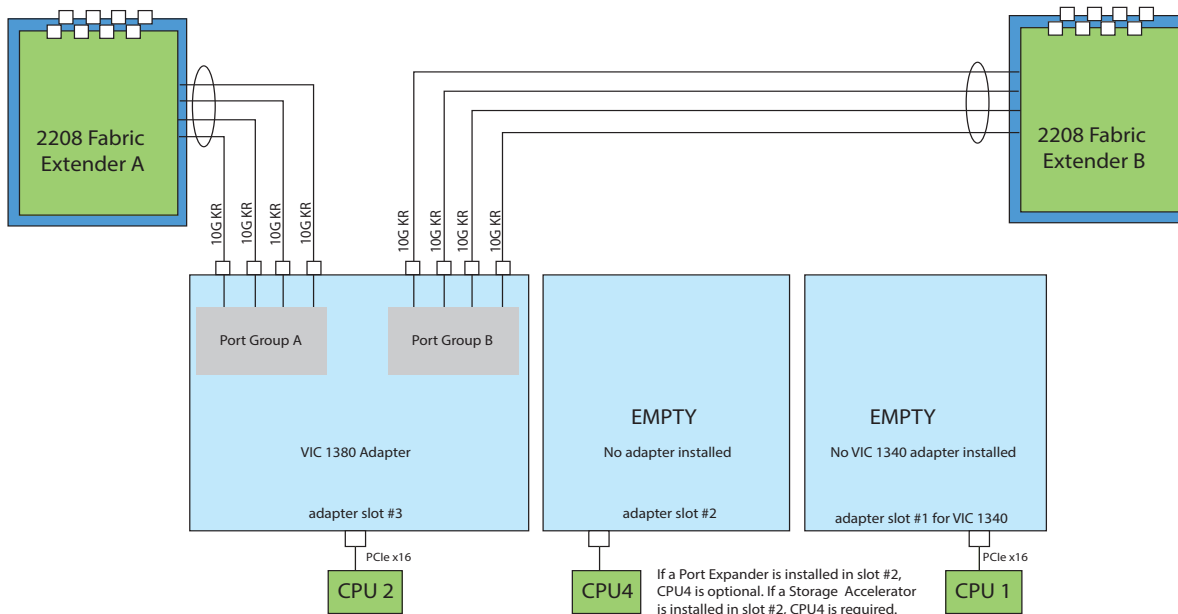 2208 Fabric
Extender A
2208 Fabric
Extender B
10G KR
10G KR
10G KR
10G KR
10G KR
10G KR
10G KR
10G KR
Port Group A
Port Group B
VIC 1380 Adapter
adapter slot #3
EMPTY
No adapter installed
adapter slot #2
EMPTY
No VIC 1340 adapter installed
adapter slot #1 for VIC 1340
PCIe x16
PCIe x16
CPU 2
CPU4
If a Port Expander is installed in slot #2,
CPU4 is optional. If a Storage Accelerator
is installed in slot #2, CPU4 is required.
CPU 1